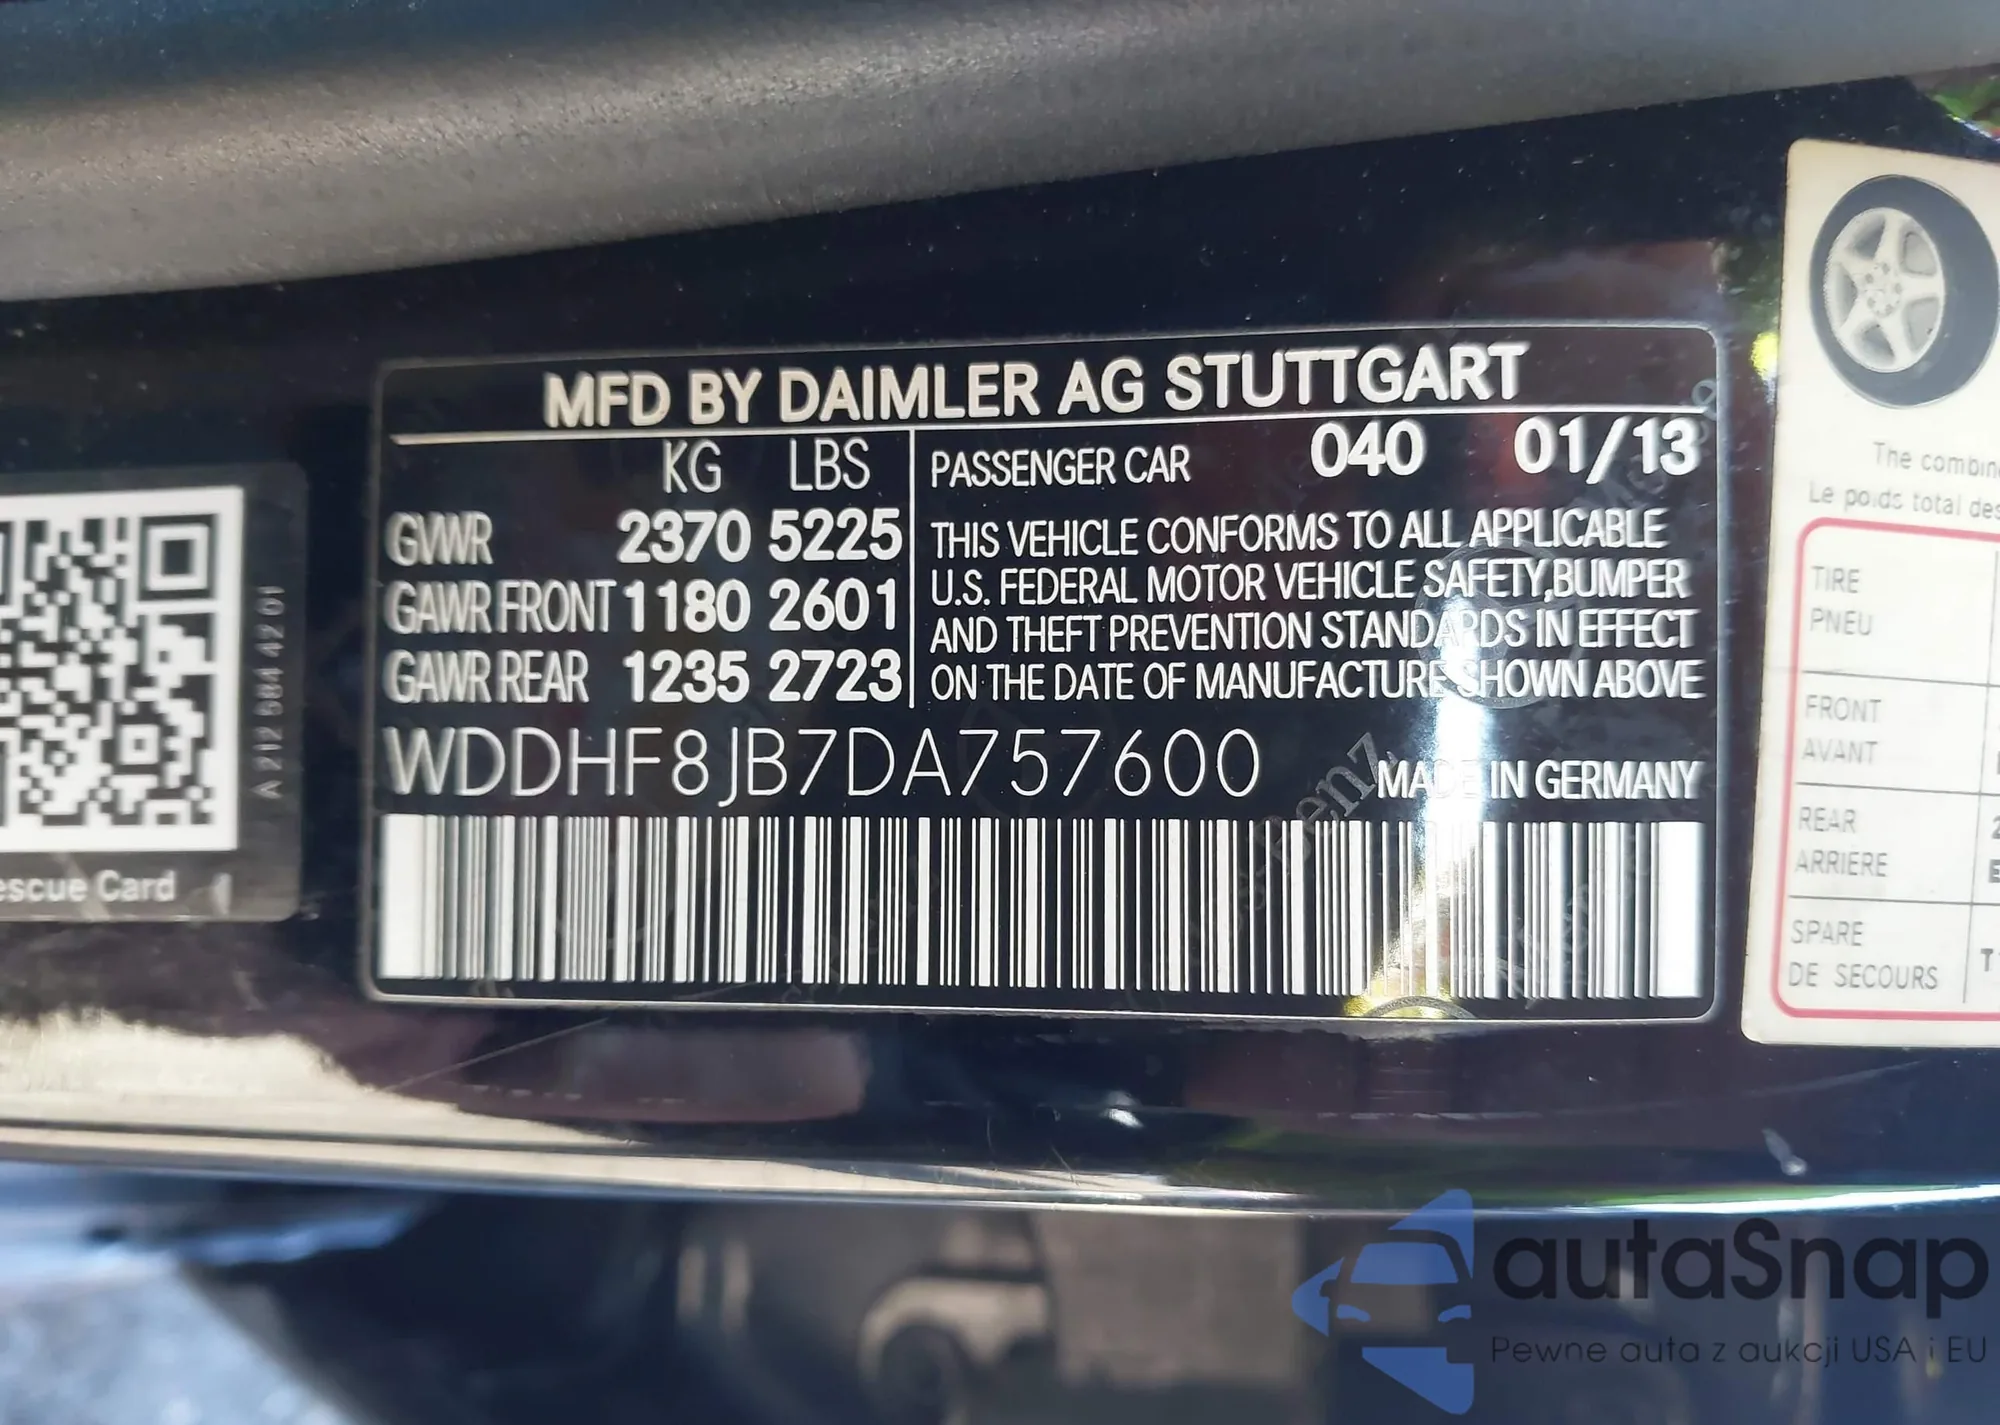 MFD BY DAIMLER AG STUTTGART
KG LBS
GVWR 2370 5225
GAWR FRONT 1180 2601
GAWR REAR 1235 2723
PASSENGER CAR 040 01/13
THIS VEHICLE CONFORMS TO ALL APPLICABLE
U.S. FEDERAL MOTOR VEHICLE SAFETY,BUMPER
AND THEFT PREVENTION STANDARDS IN EFFECT
ON THE DATE OF MANUFACTURE SHOWN ABOVE
WDDHF8JB7DA757600
MADE IN GERMANY
A 212 584 42 01
escue Card
The combin
Le poids total des
TIRE
PNEU
FRONT
AVANT
REAR
ARRIERE
SPARE
DE SECOURS
autaSnap
Pewne auta z aukcji USA i EU